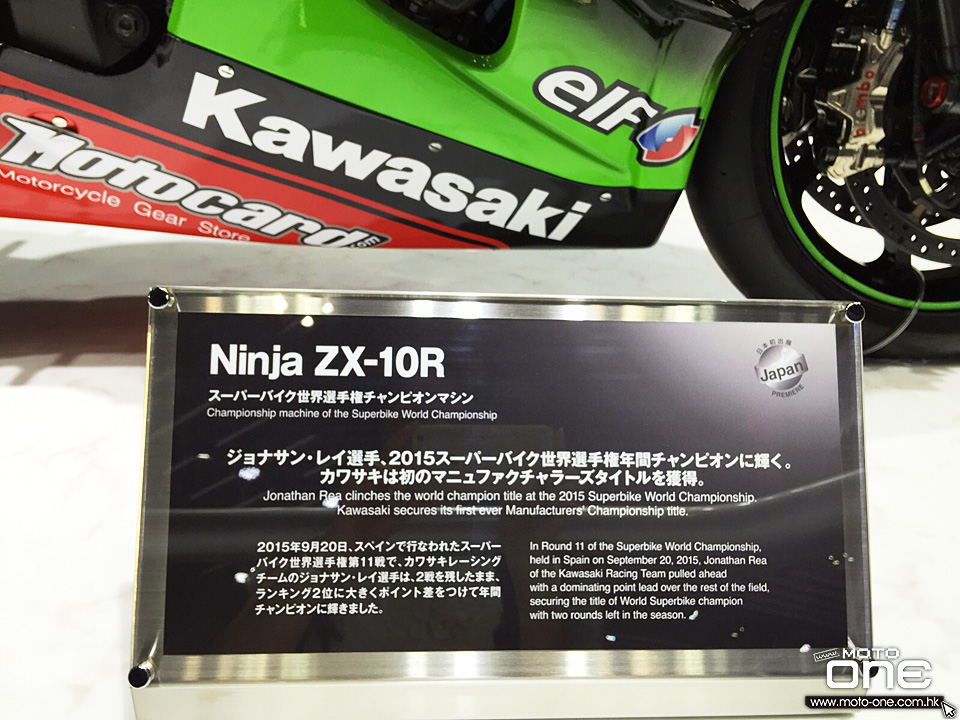 Kawasaki
elf
brembo
Motocard.com
Motorcycle Gear Store
Ninja ZX-10R
日本初出展
Japan
PREMIERE
スーパーバイク世界選手権チャンピオンマシン
Championship machine of the Superbike World Championship
ジョナサン・レイ選手、2015スーパーバイク世界選手権年間チャンピオンに輝く。
カワサキは初のマニュファクチャラーズタイトルを獲得。
Jonathan Rea clinches the world champion title at the 2015 Superbike World Championship.
Kawasaki secures its first ever Manufacturers' Championship title.
2015年9月20日、スペインで行なわれたスーパー
バイク世界選手権第11戦で、カワサキレーシング
チームのジョナサン・レイ選手は、2戦を残したまま、
ランキング2位に大きくポイント差をつけて年間
チャンピオンに輝きました。
In Round 11 of the Superbike World Championship,
held in Spain on September 20, 2015, Jonathan Rea
of the Kawasaki Racing Team pulled ahead
with a dominating point lead over the rest of the field,
securing the title of World Superbike champion
with two rounds left in the season.
www.
MOTO
ONE
www.moto-one.com.hk